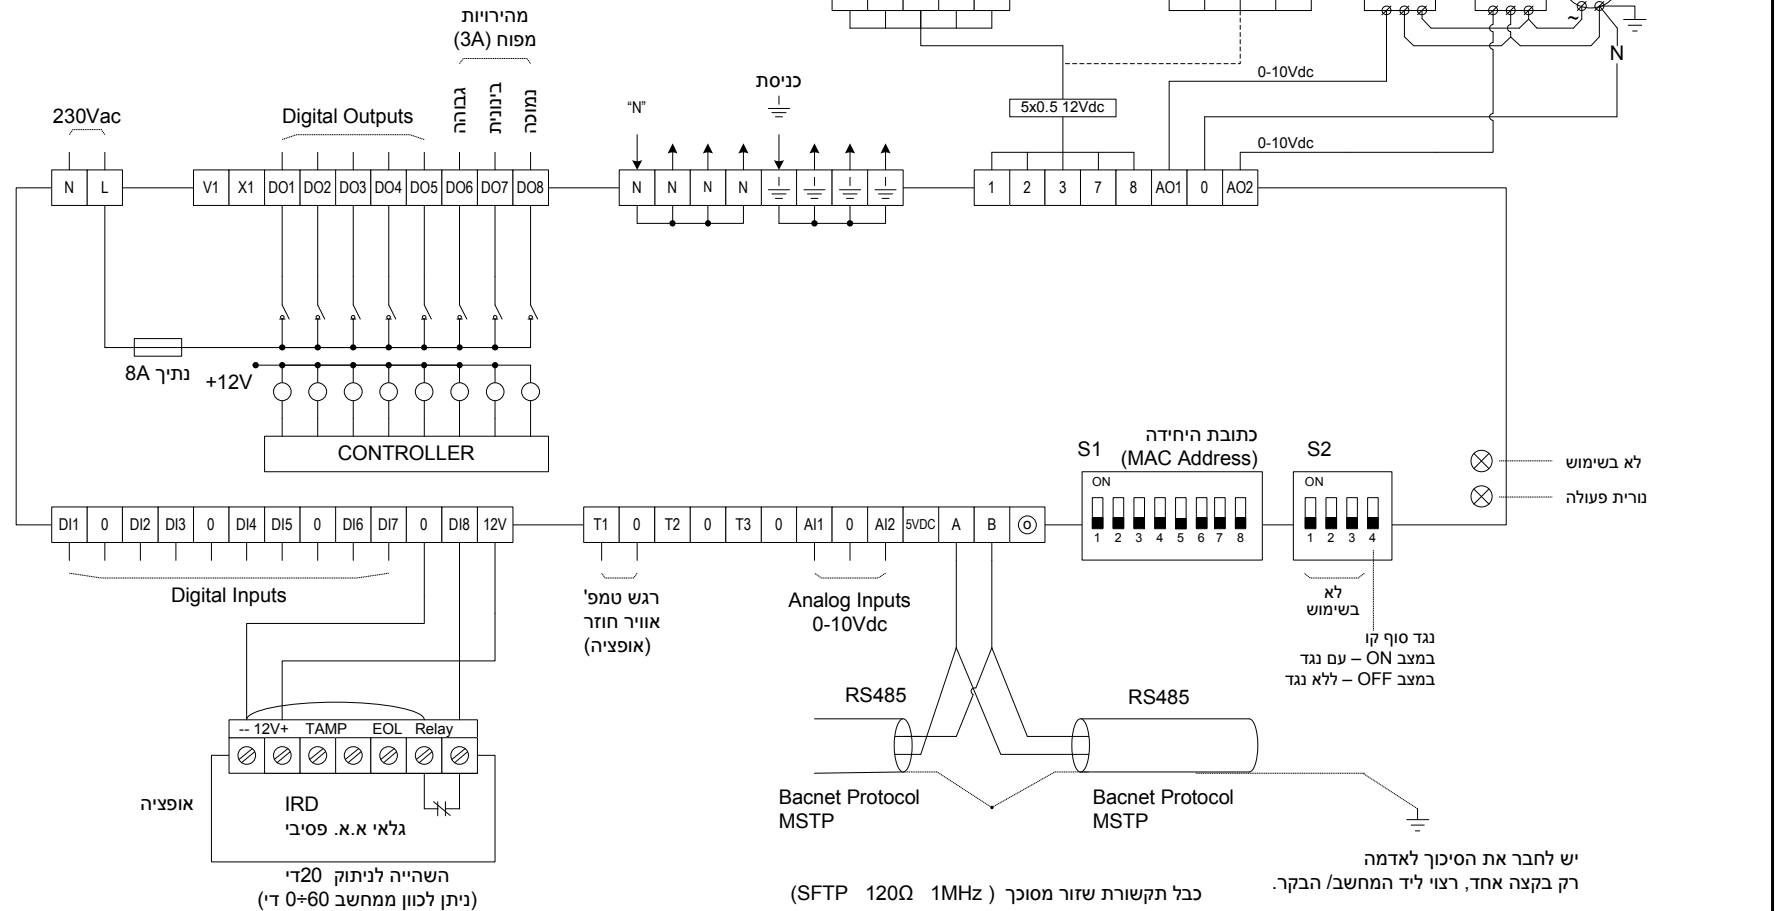 מהירויות
מפוח (3A)
גבוהה
בינונית
נמוכה
230Vac
Digital Outputs
"N"
כניסת
5x0.5 12Vdc
0-10Vdc
0-10Vdc
~
N
N L
V1 X1 DO1 DO2 DO3 DO4 DO5 DO6 DO7 DO8
N N N N
1 2 3 7 8 AO1 0 AO2
נתיך 8A
+12V
CONTROLLER
S1
כתובת היחידה
(MAC Address)
ON
1 2 3 4 5 6 7 8
S2
ON
1 2 3 4
לא בשימוש
נורית פעולה
DI1 0 DI2 DI3 0 DI4 DI5 0 DI6 DI7 0 DI8 12V
T1 0 T2 0 T3 0 AI1 0 AI2 5VDC A B
Digital Inputs
רגש טמפ'
אוויר חוזר
(אופציה)
Analog Inputs
0-10Vdc
לא
בשימוש
נגד סוף קו
במצב ON – עם נגד
במצב OFF – ללא נגד
RS485
RS485
-- 12V+ TAMP EOL Relay
אופציה
IRD
גלאי א.א. פסיבי
Bacnet Protocol
MSTP
Bacnet Protocol
MSTP
השהייה לניתוק 20די
(ניתן לכוון ממחשב 60÷0 די)
כבל תקשורת שזור מסוכך ( SFTP 120Ω 1MHz)
יש לחבר את הסיכוך לאדמה
רק בקצה אחד, רצוי ליד המחשב/ הבקר.